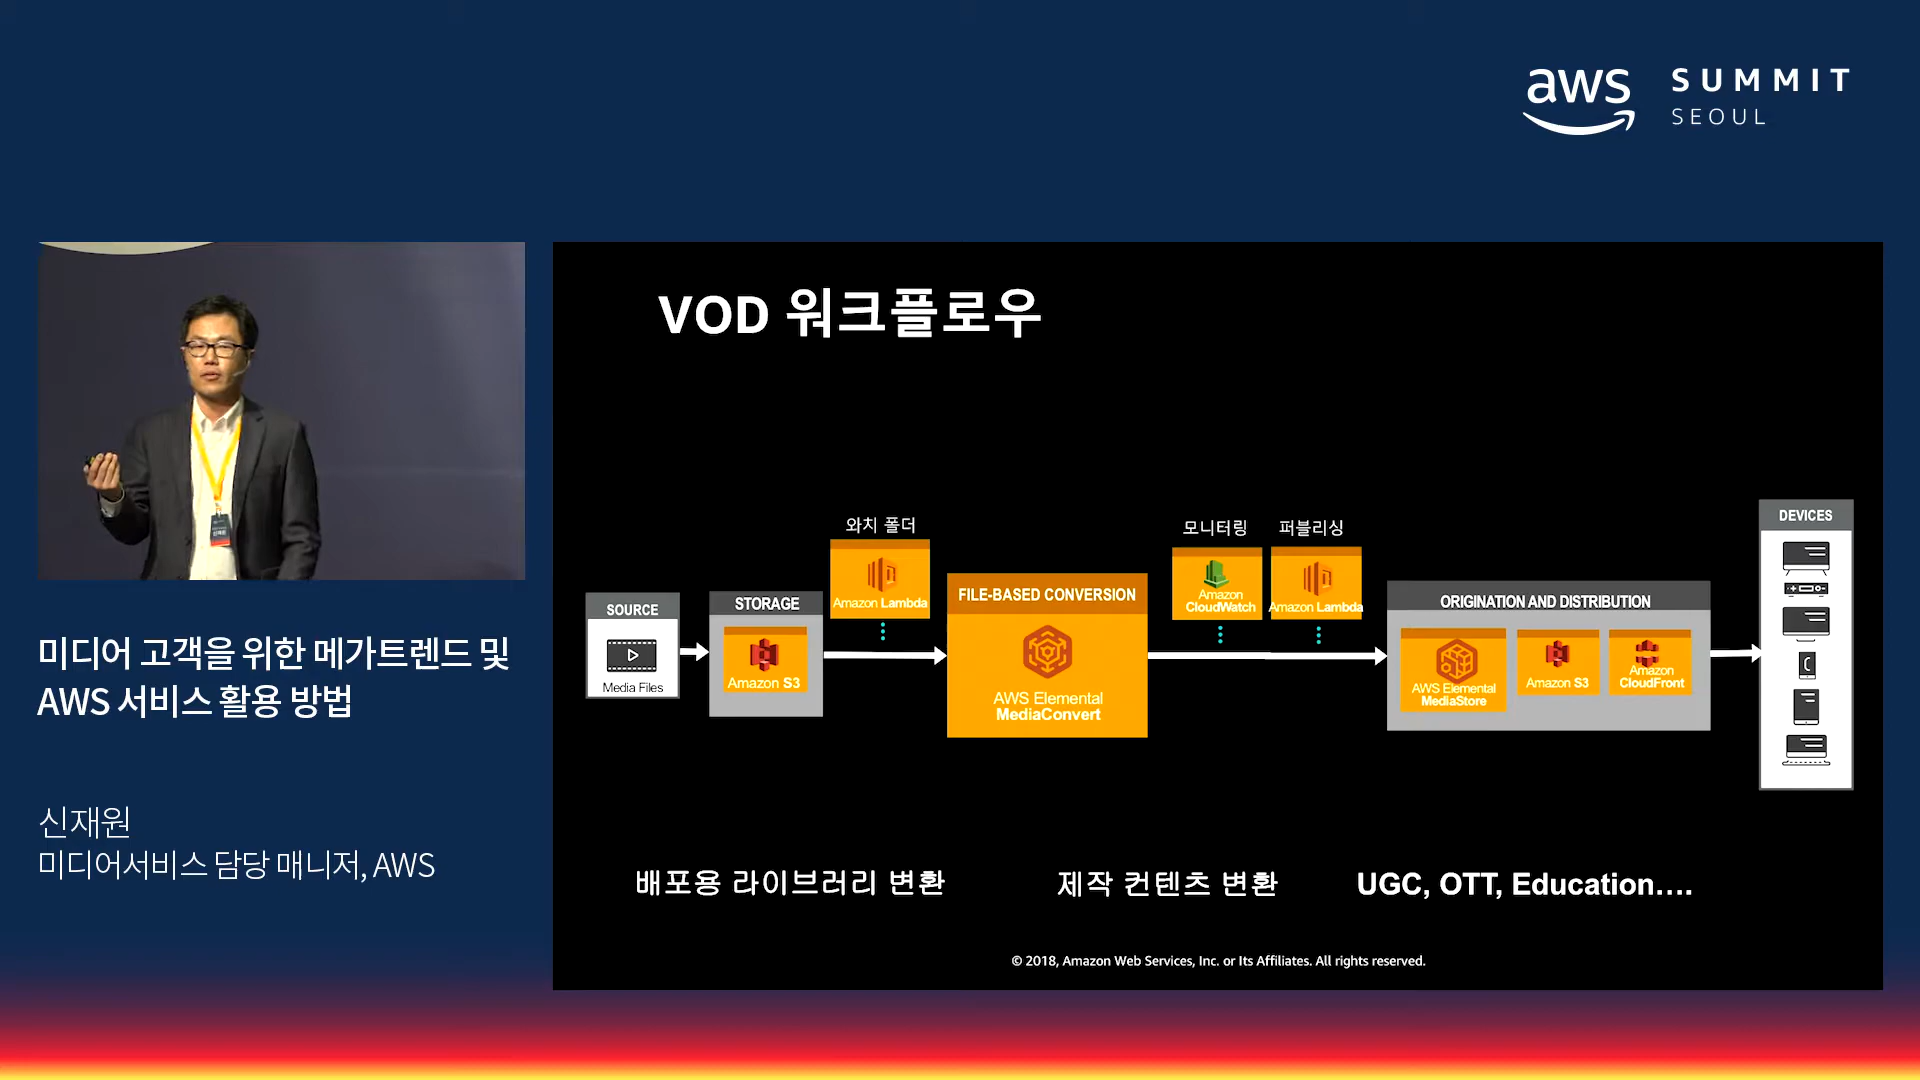 aws SUMMIT
SEOUL
미디어 고객을 위한 메가트렌드 및
AWS 서비스 활용 방법
신재원
미디어서비스 담당 매니저, AWS
VOD 워크플로우
SOURCE
Media Files
STORAGE
Amazon S3
와치 폴더
Amazon Lambda
FILE-BASED CONVERSION
AWS Elemental
MediaConvert
모니터링
Amazon
CloudWatch
퍼블리싱
Amazon Lambda
ORIGINATION AND DISTRIBUTION
AWS Elemental
MediaStore
Amazon S3
Amazon
CloudFront
DEVICES
배포용 라이브러리 변환
제작 컨텐츠 변환
UGC, OTT, Education....
© 2018, Amazon Web Services, Inc. or Its Affiliates. All rights reserved.